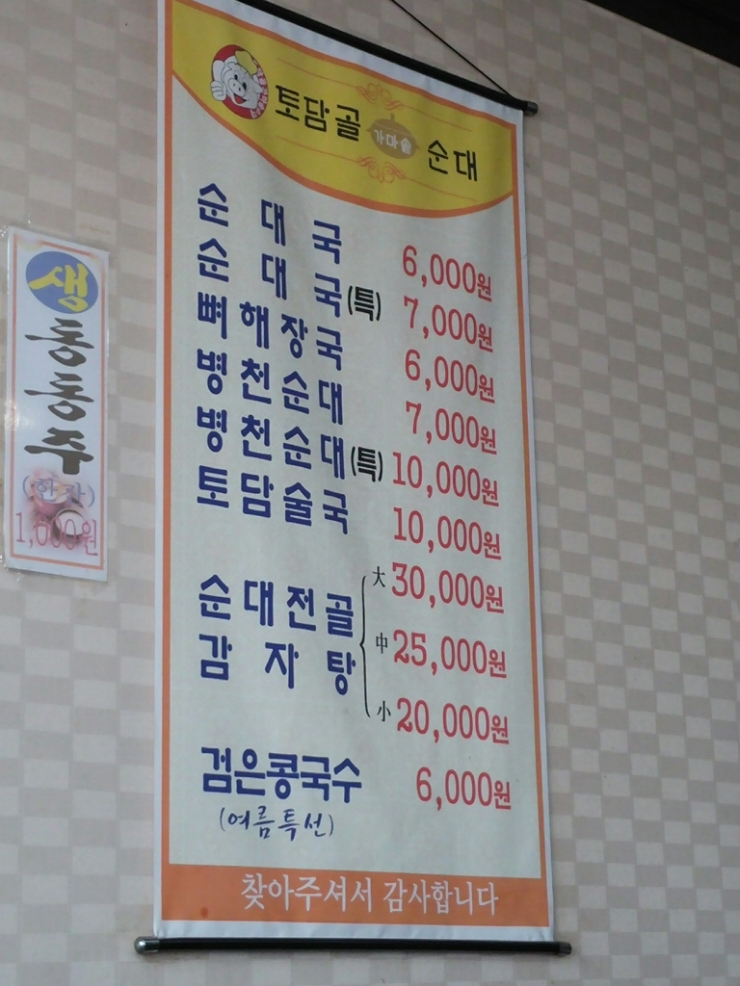 토담골 가마솥 순대
순대국 6,000원
순대국(특) 7,000원
뼈해장국 6,000원
병천순대 7,000원
병천순대(특) 10,000원
토담술국 10,000원
순대전골 大 30,000원
감자탕 中 25,000원
小 20,000원
검은콩국수 6,000원
(여름특선)
찾아주셔서 감사합니다
생
동동주
(한잔)
1,000원